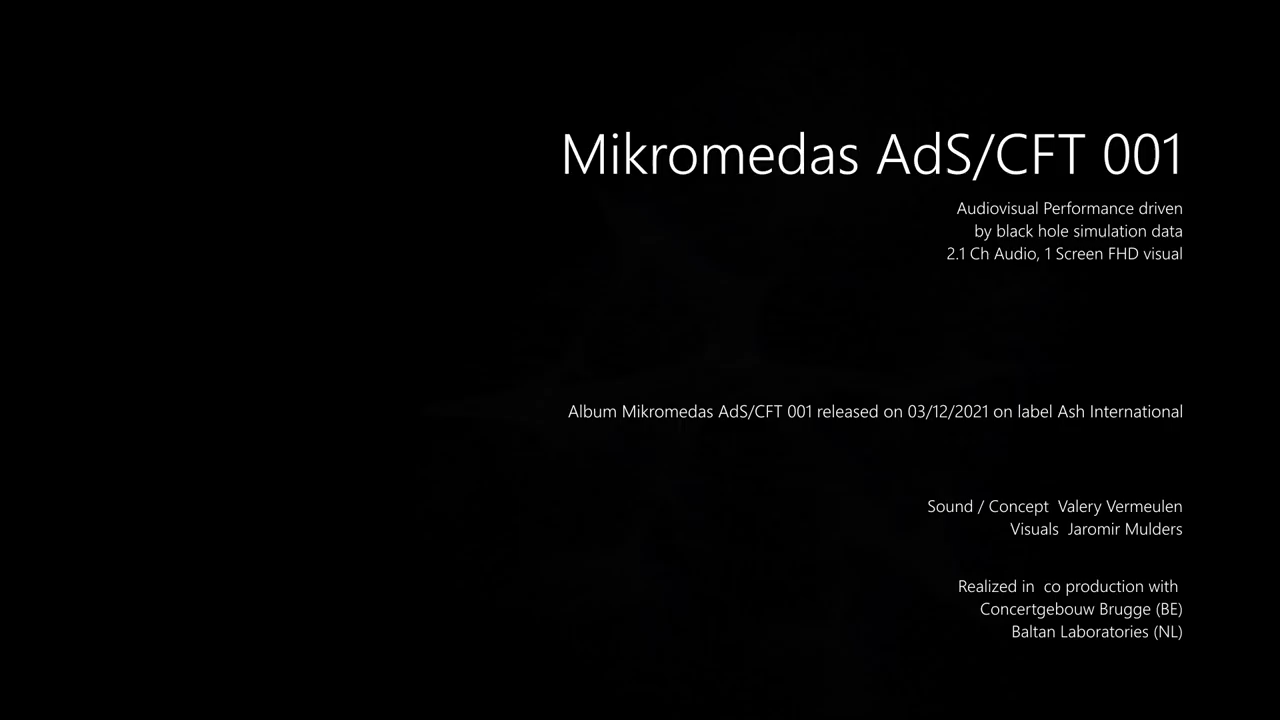 Mikromedas AdS/CFT 001
Audiovisual Performance driven
by black hole simulation data
2.1 Ch Audio, 1 Screen FHD visual
Album Mikromedas AdS/CFT 001 released on 03/12/2021 on label Ash International
Sound / Concept  Valery Vermeulen
Visuals  Jaromir Mulders
Realized in  co production with
Concertgebouw Brugge (BE)
Baltan Laboratories (NL)